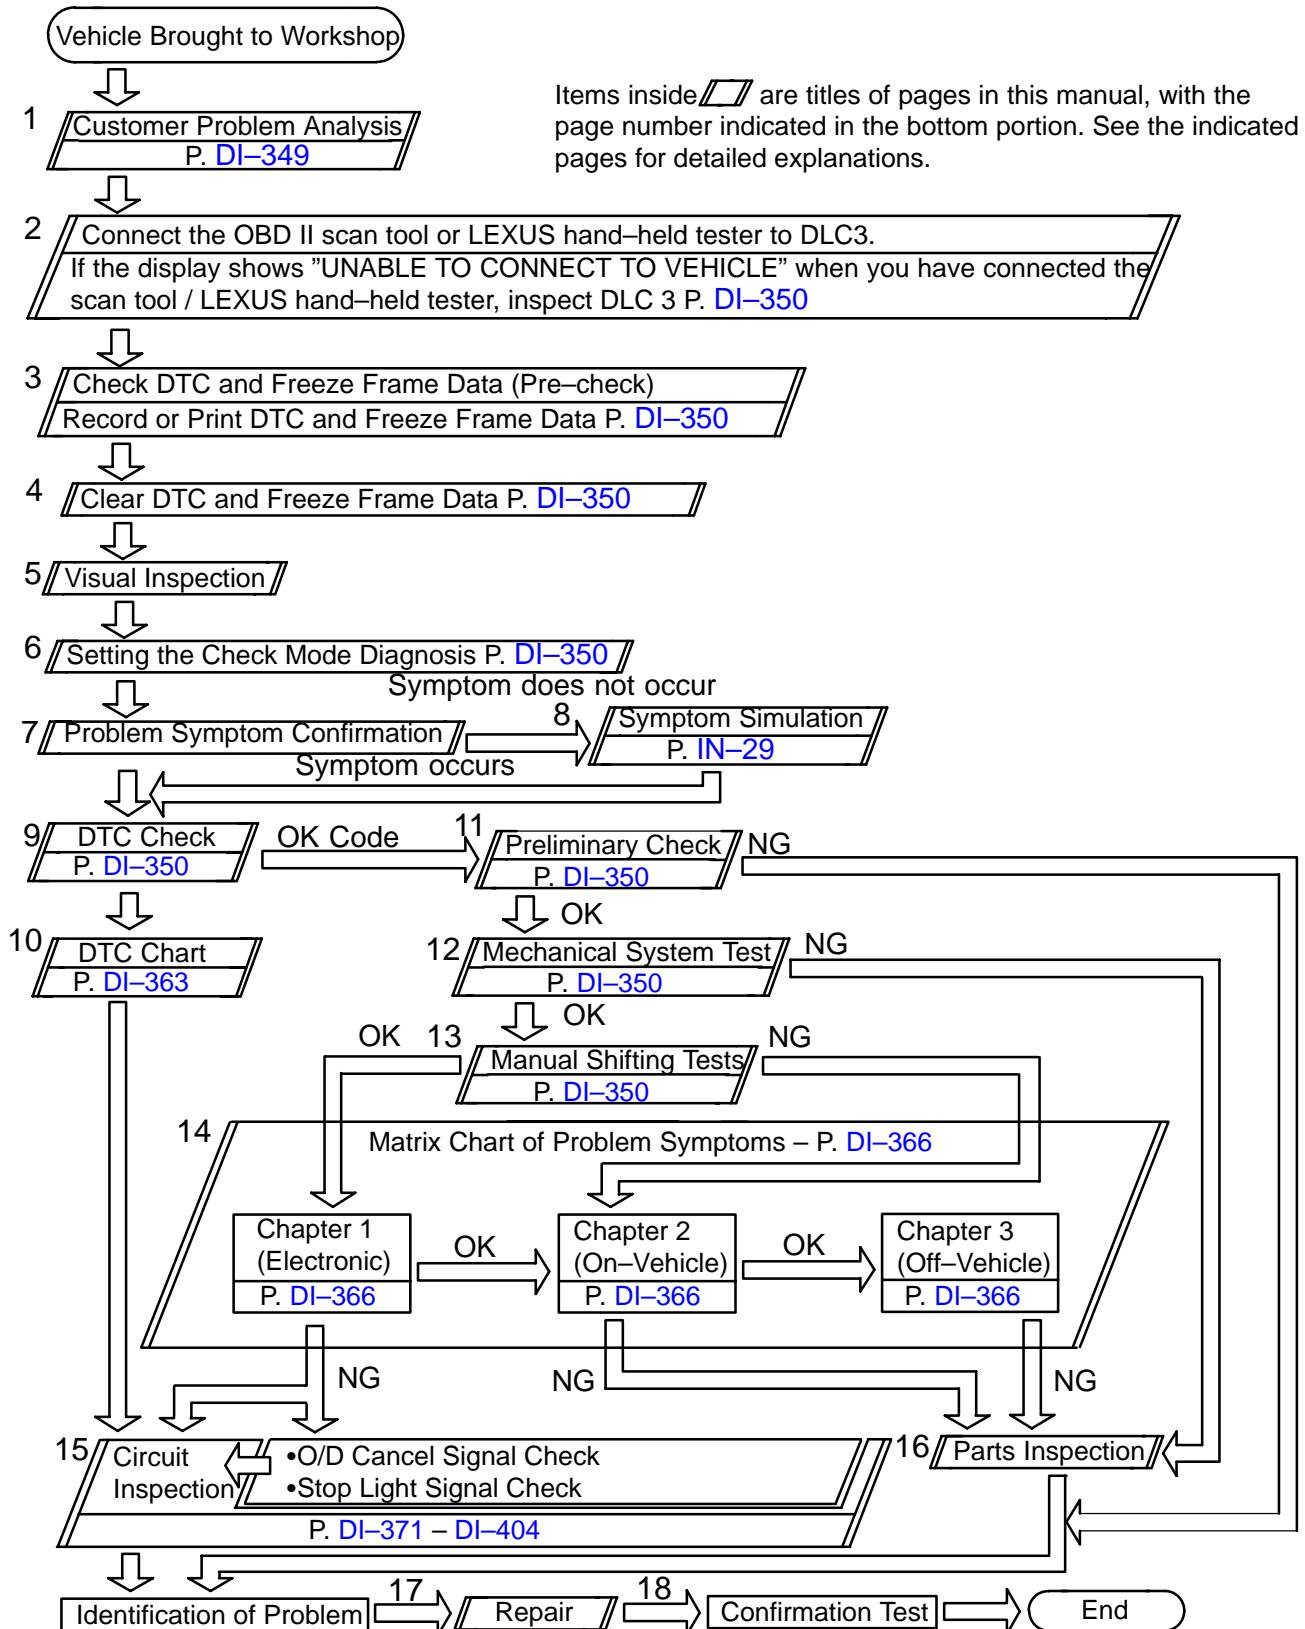 Vehicle Brought to Workshop
Items inside are titles of pages in this manual, with the
page number indicated in the bottom portion. See the indicated
pages for detailed explanations.
1
Customer Problem Analysis
P. DI–349
2
Connect the OBD II scan tool or LEXUS hand–held tester to DLC3.
If the display shows ”UNABLE TO CONNECT TO VEHICLE” when you have connected the
scan tool / LEXUS hand–held tester, inspect DLC 3 P. DI–350
3
Check DTC and Freeze Frame Data (Pre–check)
Record or Print DTC and Freeze Frame Data P. DI–350
4
Clear DTC and Freeze Frame Data P. DI–350
5
Visual Inspection
6
Setting the Check Mode Diagnosis P. DI–350
Symptom does not occur
7
Problem Symptom Confirmation
8
Symptom Simulation
P. IN–29
Symptom occurs
9
DTC Check
P. DI–350
OK Code
11
Preliminary Check
P. DI–350
NG
OK
10
DTC Chart
P. DI–363
12
Mechanical System Test
P. DI–350
NG
OK
OK
13
Manual Shifting Tests
P. DI–350
NG
14
Matrix Chart of Problem Symptoms – P. DI–366
Chapter 1
(Electronic)
P. DI–366
OK
Chapter 2
(On–Vehicle)
P. DI–366
OK
Chapter 3
(Off–Vehicle)
P. DI–366
NG
NG
NG
15
Circuit
Inspection
•O/D Cancel Signal Check
•Stop Light Signal Check
P. DI–371 – DI–404
16
Parts Inspection
Identification of Problem
17
Repair
18
Confirmation Test
End